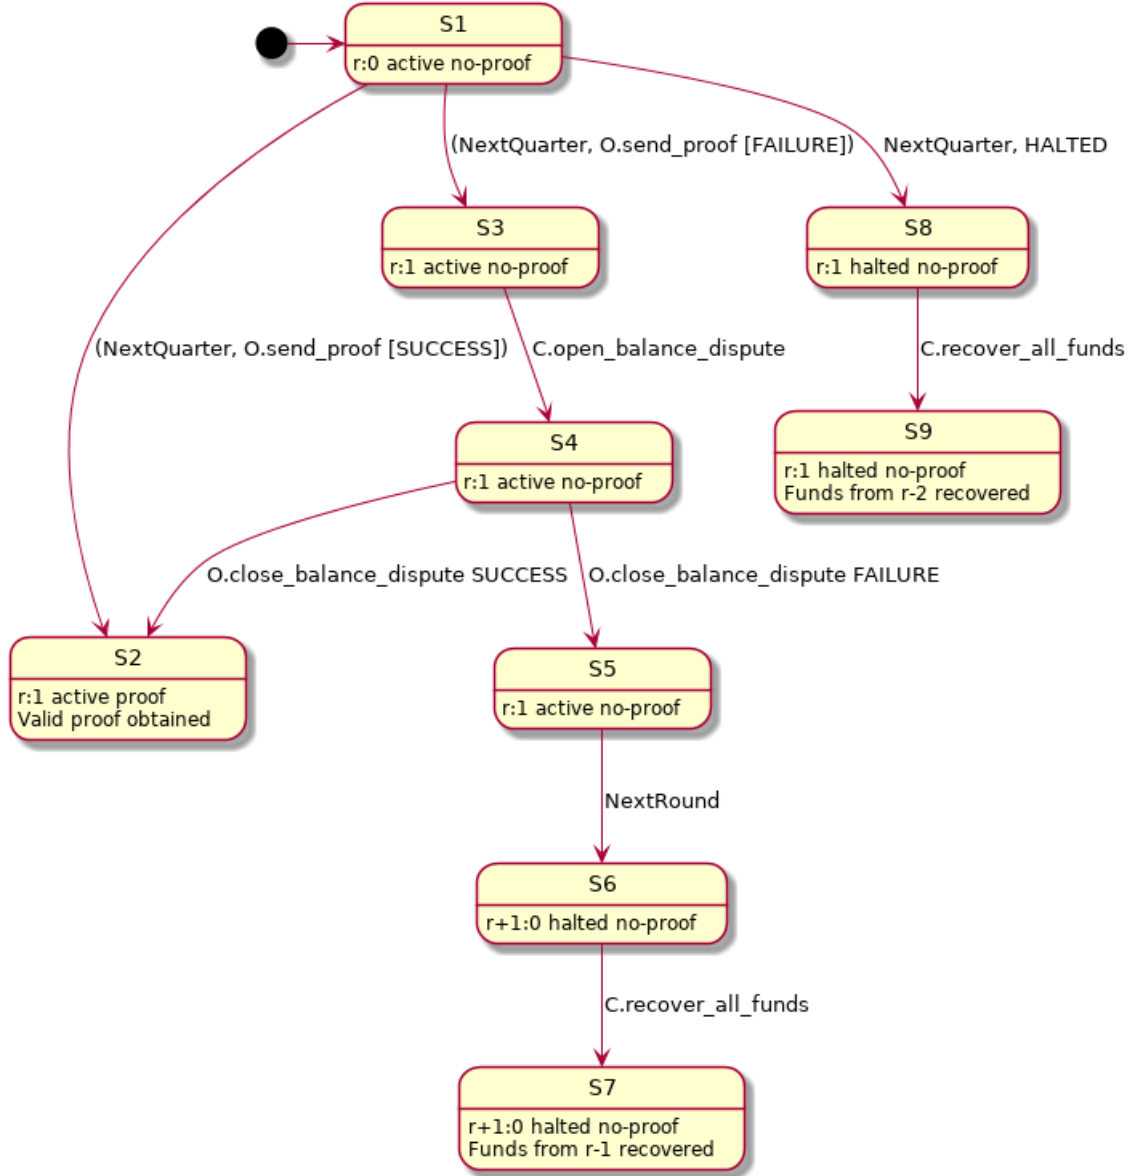 S1
r:0 active no-proof
(NextQuarter, O.send_proof [FAILURE])
NextQuarter, HALTED
S3
r:1 active no-proof
S8
r:1 halted no-proof
(NextQuarter, O.send_proof [SUCCESS])
C.open_balance_dispute
C.recover_all_funds
S4
r:1 active no-proof
S9
r:1 halted no-proof
Funds from r-2 recovered
O.close_balance_dispute SUCCESS
O.close_balance_dispute FAILURE
S2
r:1 active proof
Valid proof obtained
S5
r:1 active no-proof
NextRound
S6
r+1:0 halted no-proof
C.recover_all_funds
S7
r+1:0 halted no-proof
Funds from r-1 recovered